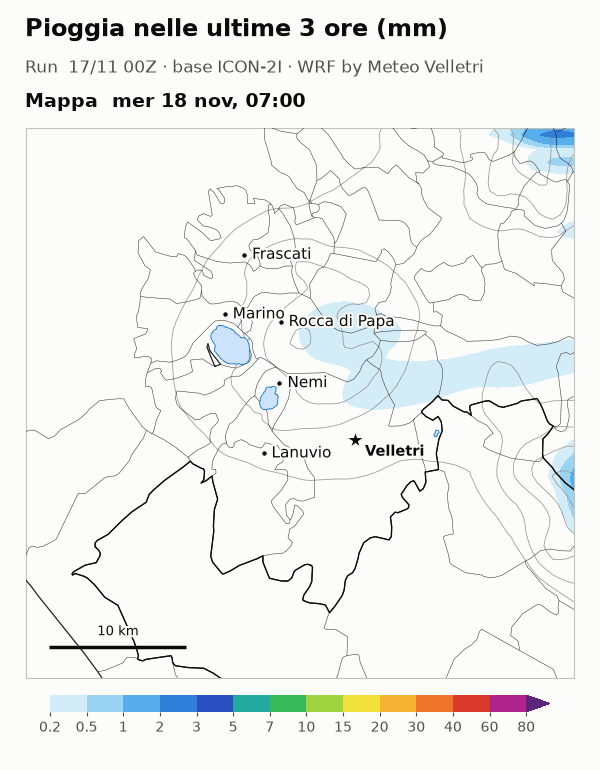 Pioggia nelle ultime 3 ore (mm)
Run 17/11 00Z · base ICON-2I · WRF by Meteo Velletri
Mappa mer 18 nov, 07:00
Frascati
Marino
Rocca di Papa
Nemi
Velletri
Lanuvio
10 km
0.2 0.5 1 2 3 5 7 10 15 20 30 40 60 80